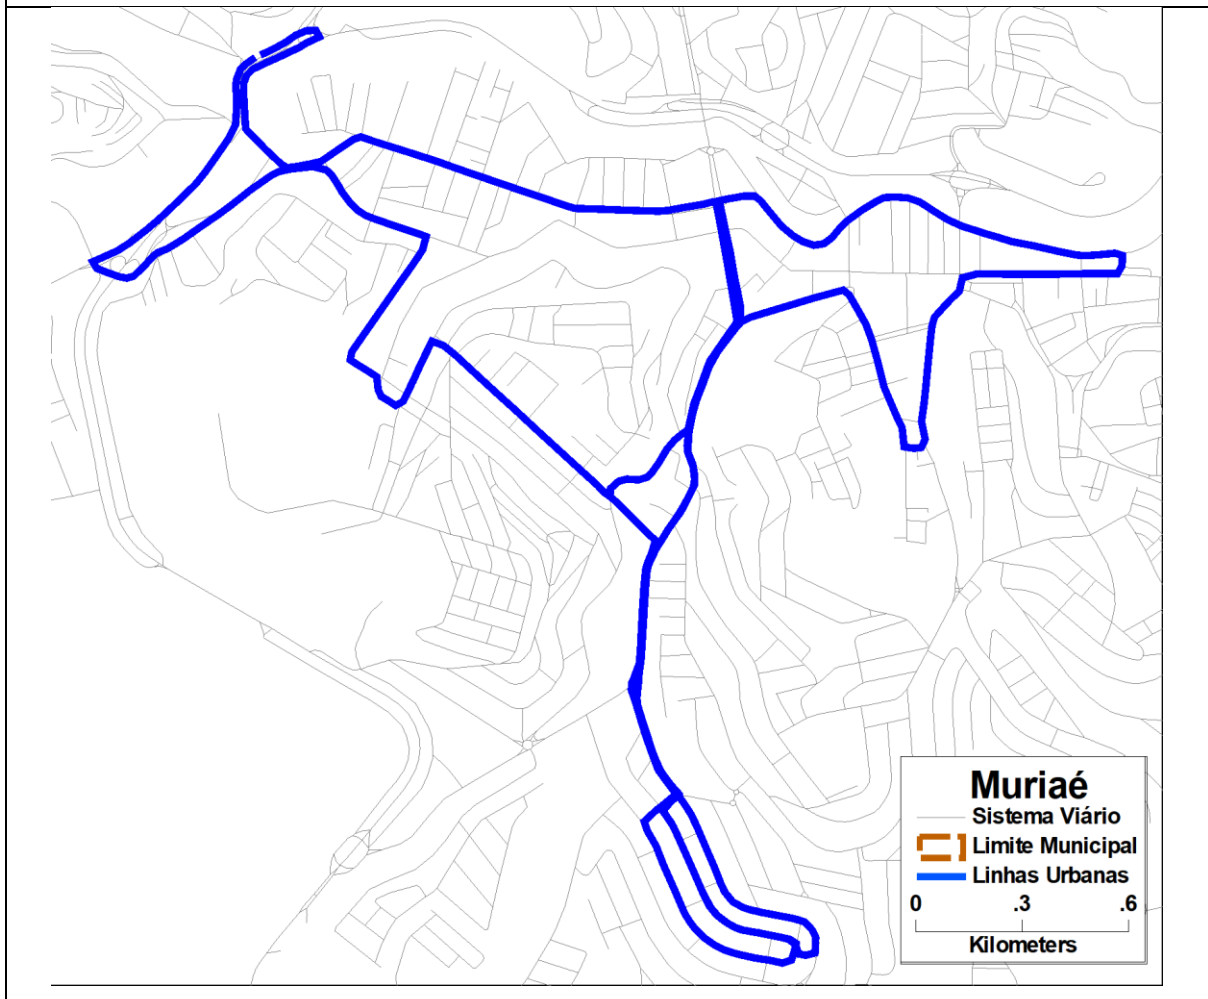 Muriaé
Sistema Viário
Limite Municipal
Linhas Urbanas
0 .3 .6
Kilometers